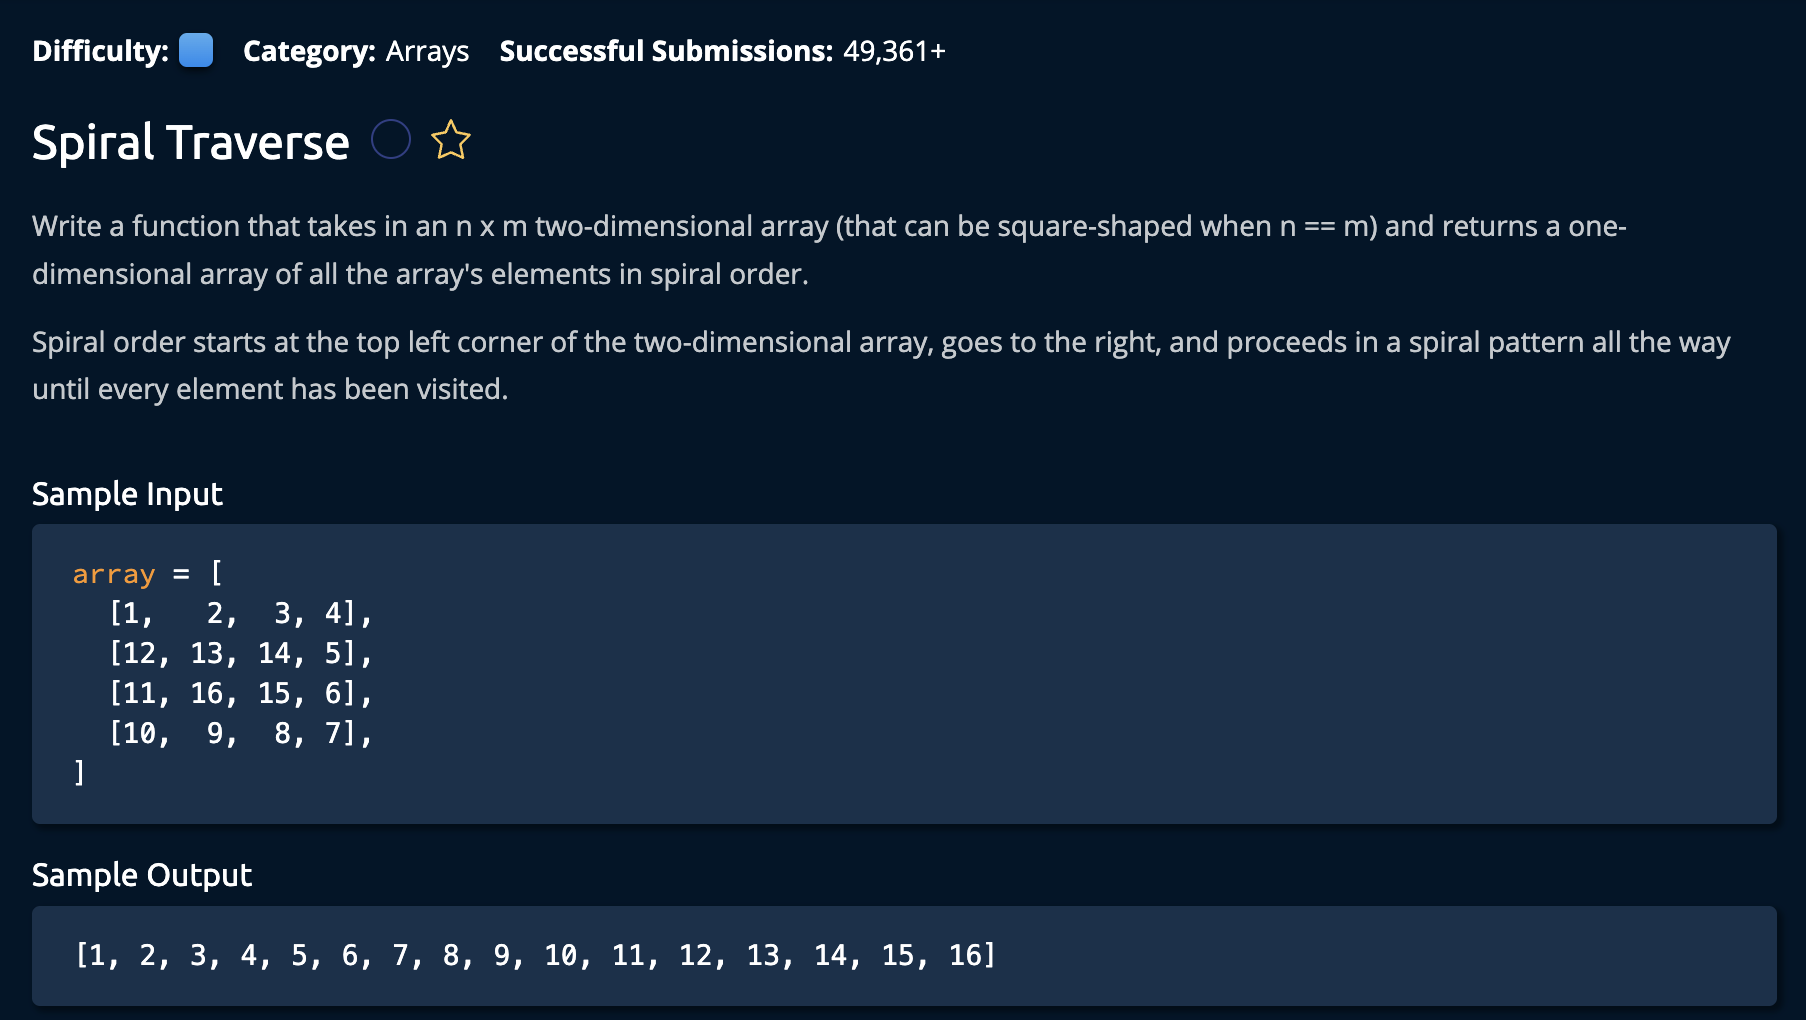 Difficulty: Category: Arrays Successful Submissions: 49,361+
Spiral Traverse
Write a function that takes in an n x m two-dimensional array (that can be square-shaped when n == m) and returns a one-
dimensional array of all the array's elements in spiral order.
Spiral order starts at the top left corner of the two-dimensional array, goes to the right, and proceeds in a spiral pattern all the way
until every element has been visited.
Sample Input
array = [
  [1,   2,  3, 4],
  [12, 13, 14, 5],
  [11, 16, 15, 6],
  [10,  9,  8, 7],
]
Sample Output
[1, 2, 3, 4, 5, 6, 7, 8, 9, 10, 11, 12, 13, 14, 15, 16]